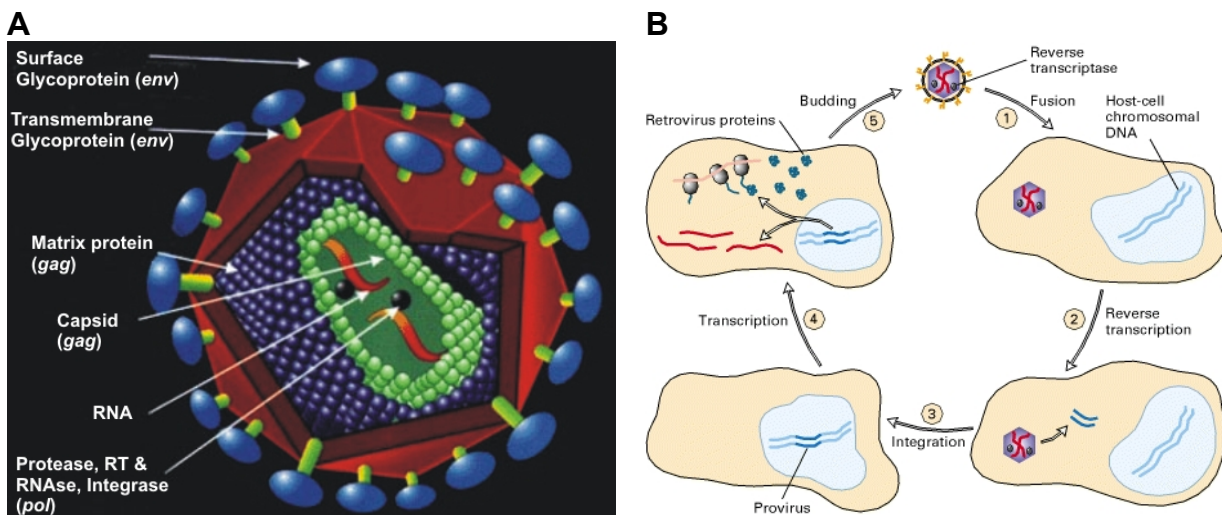 A
Surface
Glycoprotein (env)
Transmembrane
Glycoprotein (env)
Matrix protein
(gag)
Capsid
(gag)
RNA
Protease, RT &
RNAse, Integrase
(pol)
B
Reverse
transcriptase
Budding
5
1
Fusion
Host-cell
chromosomal
DNA
Retrovirus proteins
Transcription
4
2
Reverse
transcription
3
Integration
Provirus